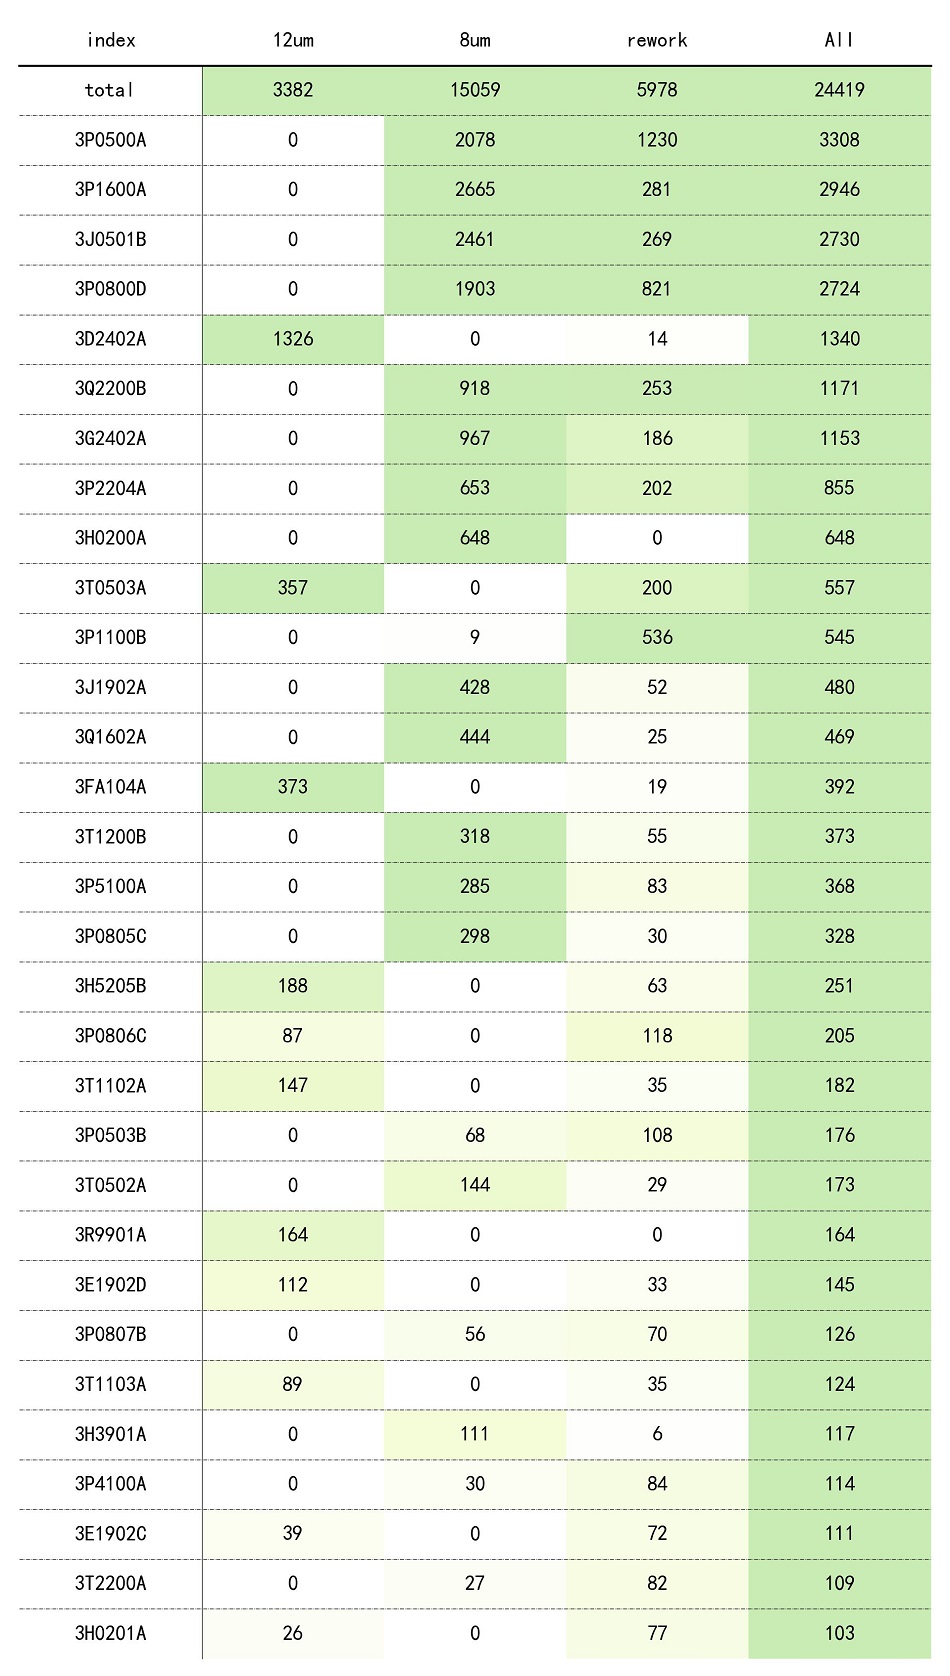 index 12um 8um rework All
total 3382 15059 5978 24419
3P0500A 0 2078 1230 3308
3P1600A 0 2665 281 2946
3J0501B 0 2461 269 2730
3P0800D 0 1903 821 2724
3D2402A 1326 0 14 1340
3Q2200B 0 918 253 1171
3G2402A 0 967 186 1153
3P2204A 0 653 202 855
3H0200A 0 648 0 648
3T0503A 357 0 200 557
3P1100B 0 9 536 545
3J1902A 0 428 52 480
3Q1602A 0 444 25 469
3FA104A 373 0 19 392
3T1200B 0 318 55 373
3P5100A 0 285 83 368
3P0805C 0 298 30 328
3H5205B 188 0 63 251
3P0806C 87 0 118 205
3T1102A 147 0 35 182
3P0503B 0 68 108 176
3T0502A 0 144 29 173
3R9901A 164 0 0 164
3E1902D 112 0 33 145
3P0807B 0 56 70 126
3T1103A 89 0 35 124
3H3901A 0 111 6 117
3P4100A 0 30 84 114
3E1902C 39 0 72 111
3T2200A 0 27 82 109
3H0201A 26 0 77 103